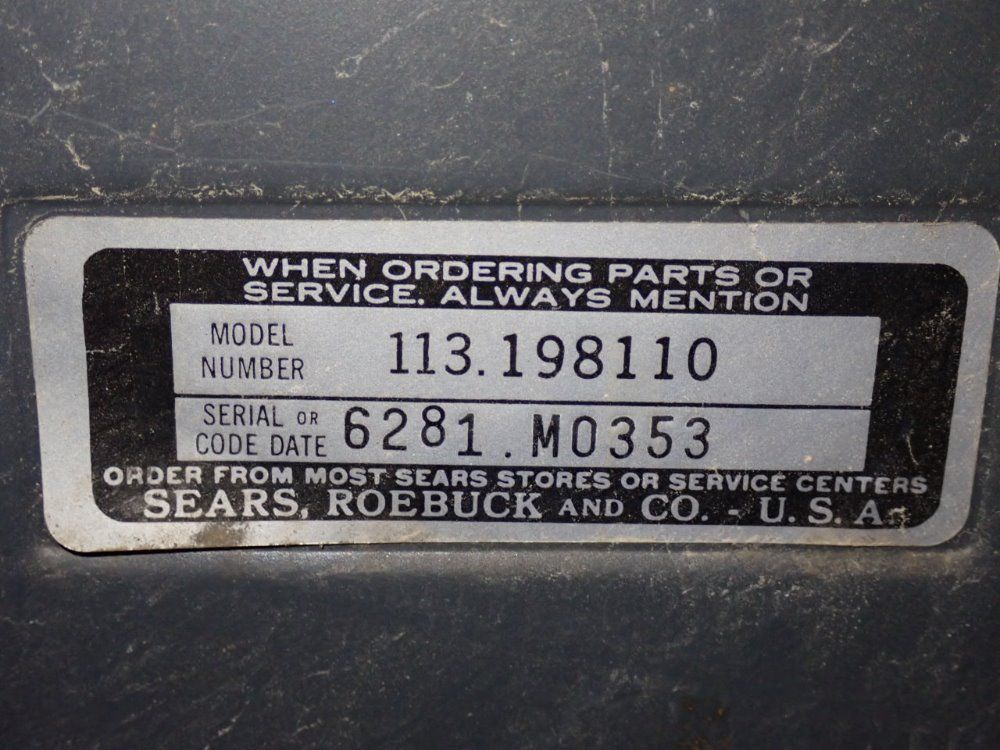 WHEN ORDERING PARTS OR
SERVICE. ALWAYS MENTION
MODEL
NUMBER 113.198110
SERIAL OR
CODE DATE 6281.M0353
ORDER FROM MOST SEARS STORES OR SERVICE CENTERS
SEARS, ROEBUCK AND CO. - U. S. A.